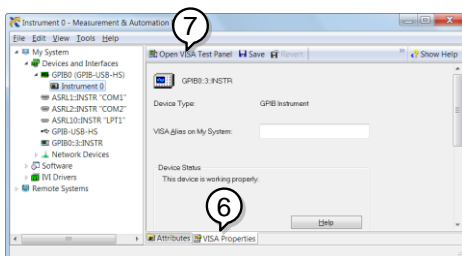 Instrument 0 - Measurement & Automation
7
File Edit View Tools Help
My System
Devices and Interfaces
GPIB0 (GPIB-USB-HS)
Instrument 0
ASRL1::INSTR "COM1"
ASRL2::INSTR "COM2"
ASRL10::INSTR "LPT1"
GPIB-USB-HS
GPIB0::3::INSTR
Network Devices
Software
IVI Drivers
Remote Systems
Open VISA Test Panel Save Revert
Show Help
GPIB0::3::INSTR
Device Type: GPIB Instrument
VISA Alias on My System:
Device Status
This device is working properly.
6
Help
Attributes VISA Properties